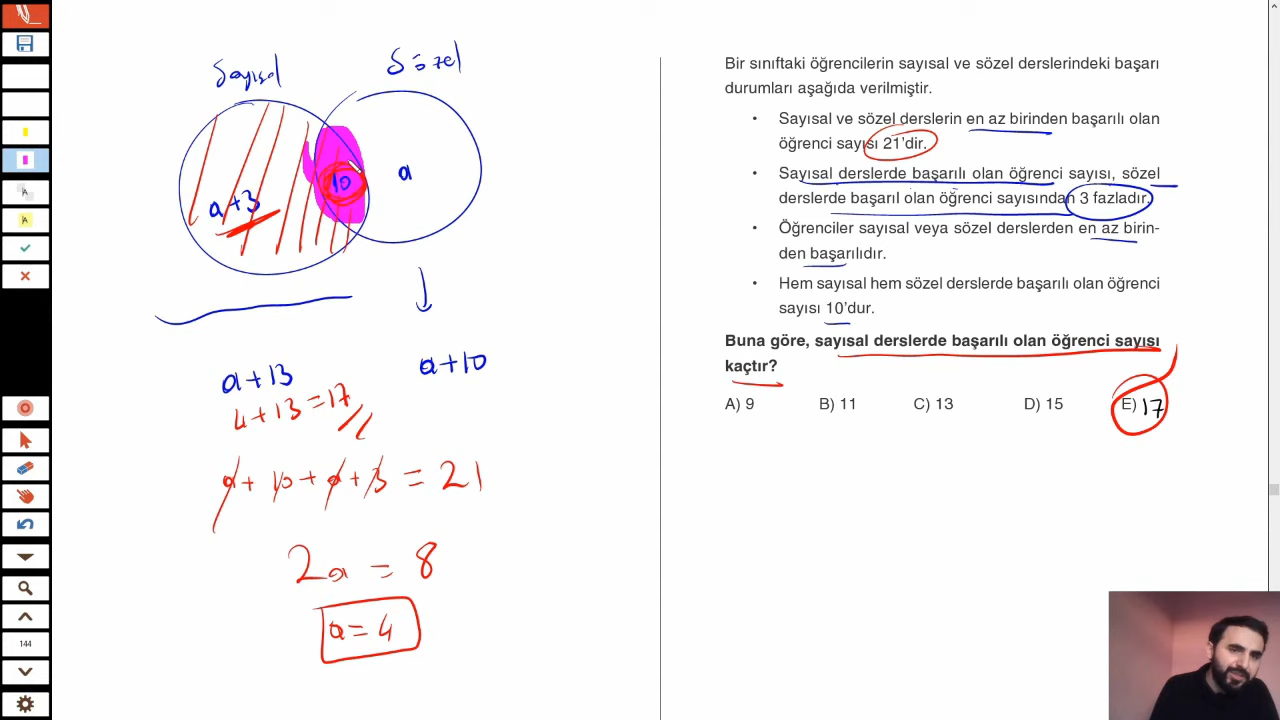 Sayısal
Sözel
a+3
10
a
a+13
a+10
4+13=17
a+10+a+3=21
2a=8
a=4
Bir sınıftaki öğrencilerin sayısal ve sözel derslerindeki başarı
durumları aşağıda verilmiştir.
• Sayısal ve sözel derslerin en az birinden başarılı olan
öğrenci sayısı 21'dir.
• Sayısal derslerde başarılı olan öğrenci sayısı, sözel
derslerde başarıl olan öğrenci sayısından 3 fazladır.
• Öğrenciler sayısal veya sözel derslerden en az birin-
den başarılıdır.
• Hem sayısal hem sözel derslerde başarılı olan öğrenci
sayısı 10'dur.
Buna göre, sayısal derslerde başarılı olan öğrenci sayısı
kaçtır?
A) 9 B) 11 C) 13 D) 15 E) 17
A
A
144